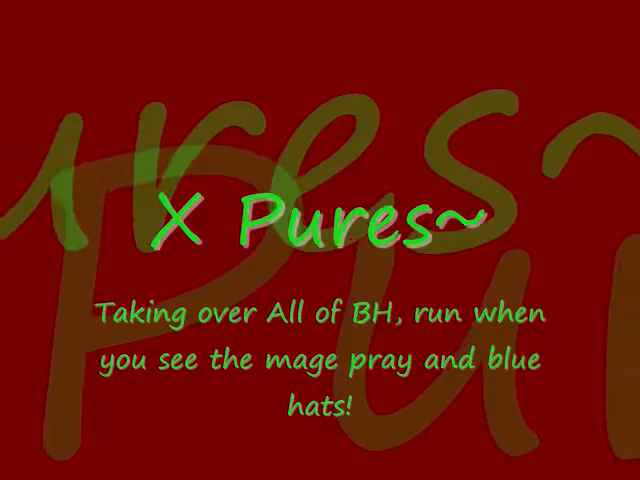 X Pures~
Taking over All of BH, run when
you see the mage pray and blue
hats!